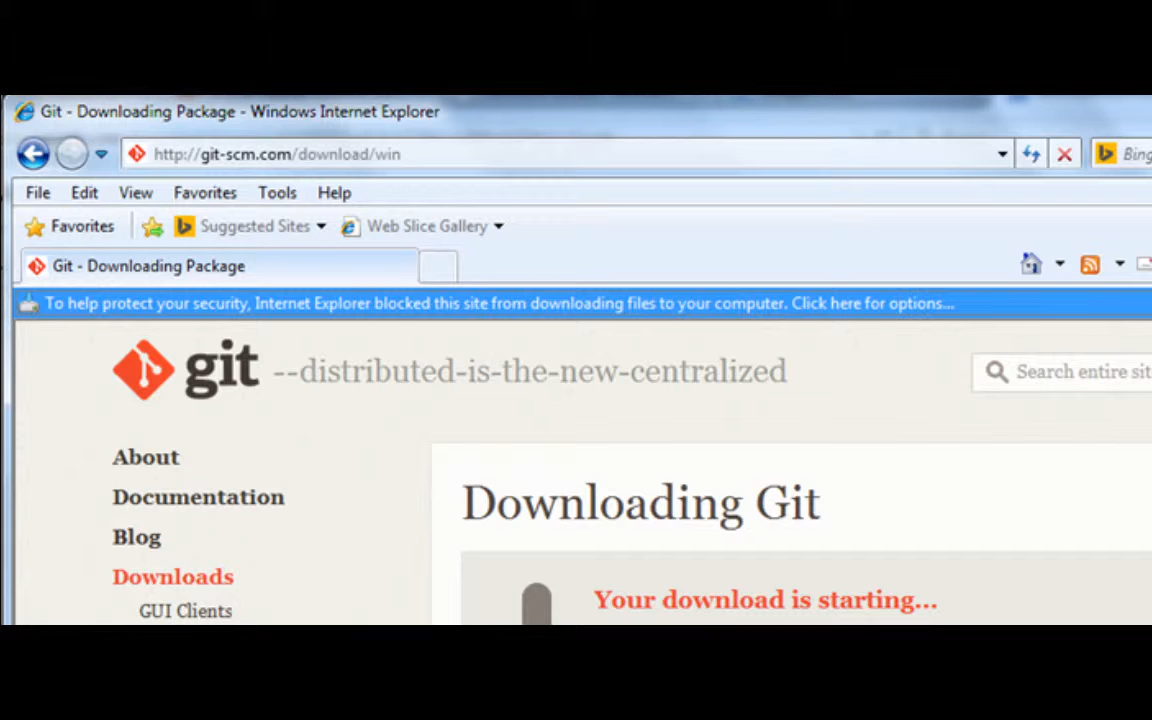 Git - Downloading Package - Windows Internet Explorer
http://git-scm.com/download/win
Bing
File Edit View Favorites Tools Help
Favorites Suggested Sites Web Slice Gallery
Git - Downloading Package
To help protect your security, Internet Explorer blocked this site from downloading files to your computer. Click here for options...
git --distributed-is-the-new-centralized
Search entire sit
About
Documentation
Blog
Downloads
GUI Clients
Downloading Git
Your download is starting...